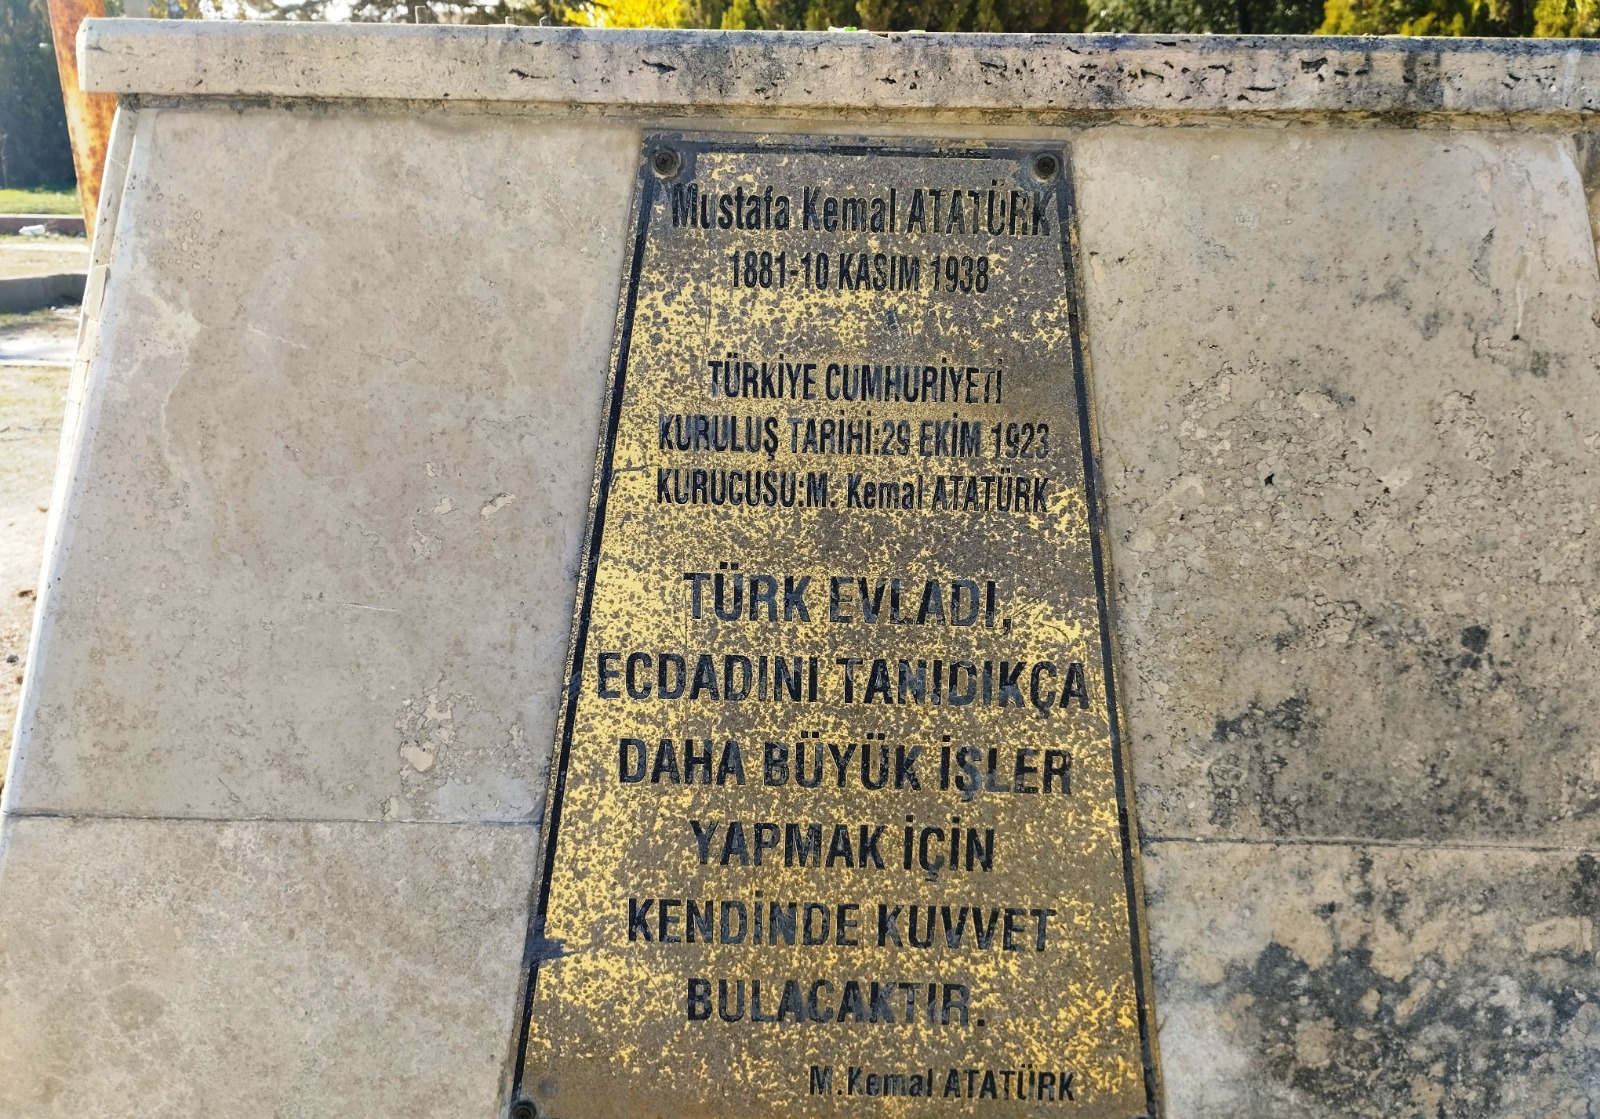 Mustafa Kemal ATATÜRK
1881-10 KASIM 1938
TÜRKİYE CUMHURİYETİ
KURULUŞ TARİHİ:29 EKİM 1923
KURUCUSU:M. Kemal ATATÜRK
TÜRK EVLADI,
ECDADINI TANIDIKÇA
DAHA BÜYÜK İŞLER
YAPMAK İÇİN
KENDİNDE KUVVET
BULACAKTIR.
M.Kemal ATATÜRK